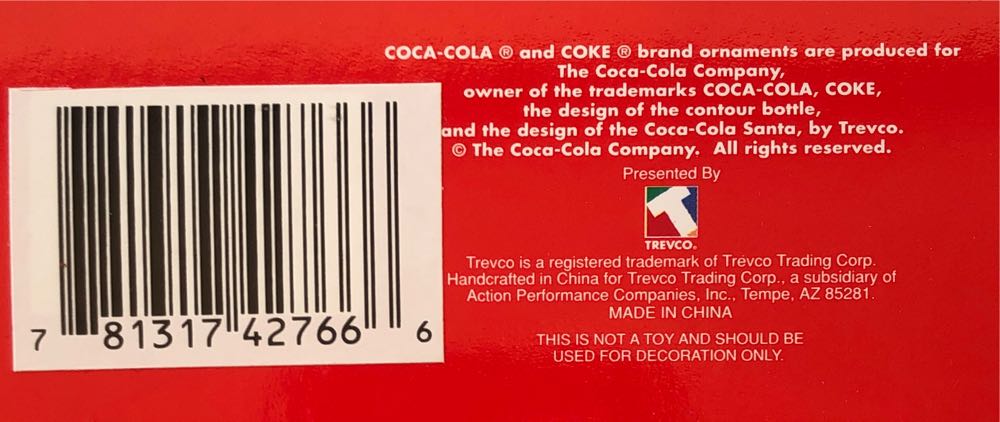 COCA-COLA ® and COKE ® brand ornaments are produced for
The Coca-Cola Company,
owner of the trademarks COCA-COLA, COKE,
the design of the contour bottle,
and the design of the Coca-Cola Santa, by Trevco.
© The Coca-Cola Company. All rights reserved.
Presented By
T
TREVCO®
Trevco is a registered trademark of Trevco Trading Corp.
Handcrafted in China for Trevco Trading Corp., a subsidiary of
Action Performance Companies, Inc., Tempe, AZ 85281.
MADE IN CHINA
THIS IS NOT A TOY AND SHOULD BE
USED FOR DECORATION ONLY.
7 81317 42766 6